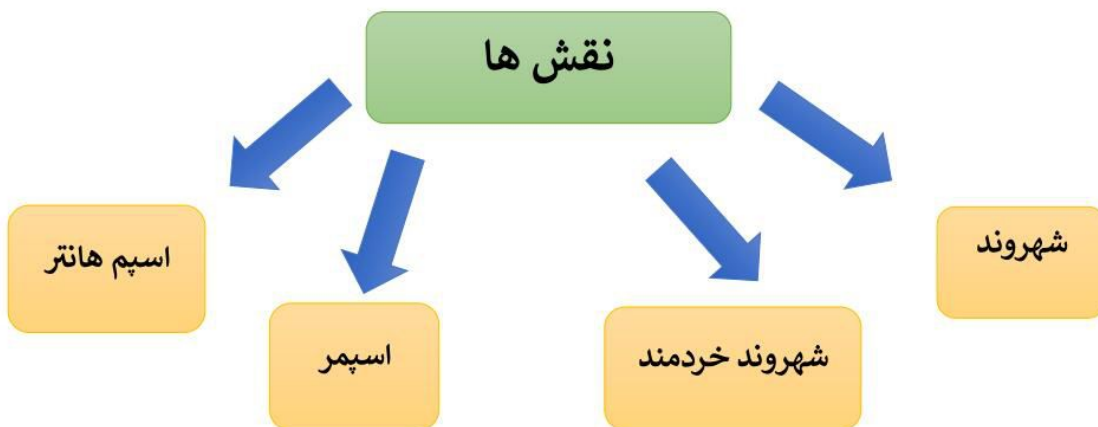 نقش ها
شهروند
شهروند خردمند
اسپمر
اسپم هانتر